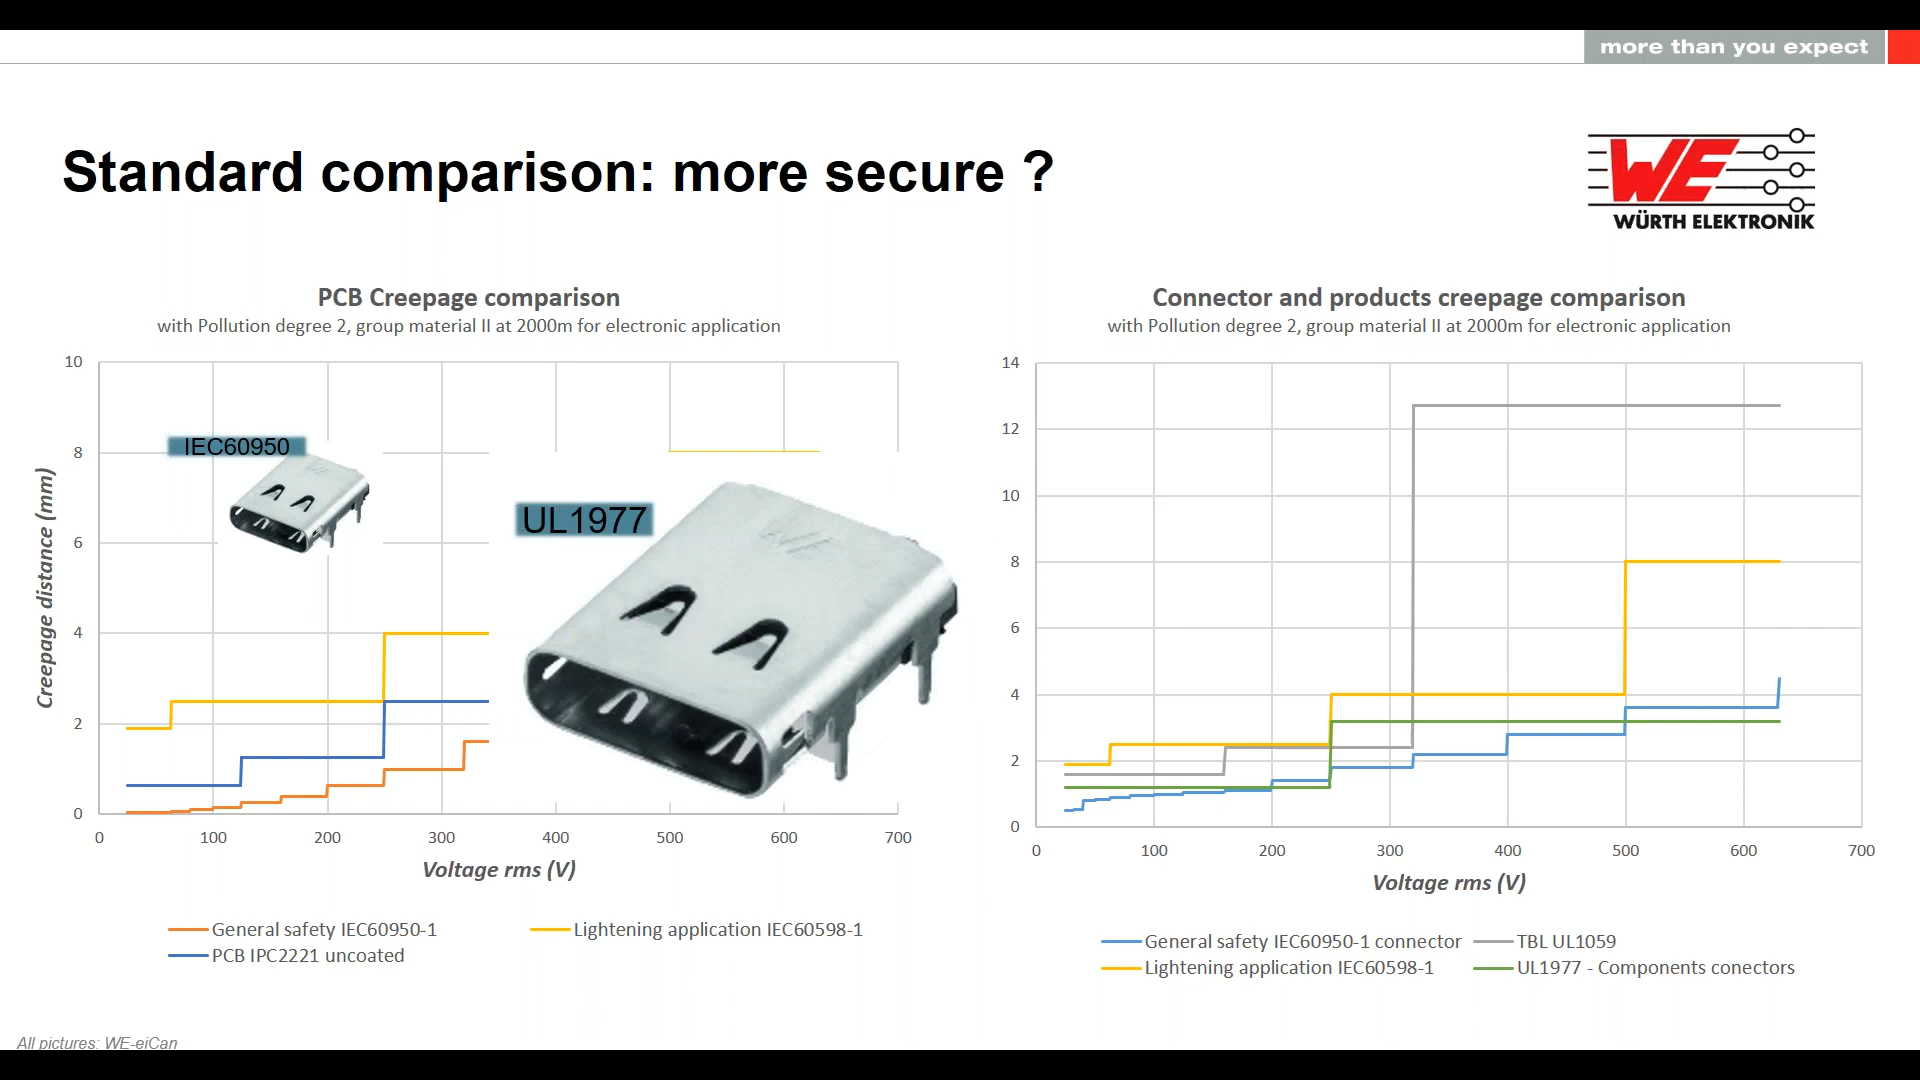 more than you expect
Standard comparison: more secure ?
WE
WÜRTH ELEKTRONIK
PCB Creepage comparison
with Pollution degree 2, group material II at 2000m for electronic application
10
8
6
4
2
0
Creepage distance (mm)
IEC60950
UL1977
0 100 200 300 400 500 600 700
Voltage rms (V)
General safety IEC60950-1
Lightening application IEC60598-1
PCB IPC2221 uncoated
Connector and products creepage comparison
with Pollution degree 2, group material II at 2000m for electronic application
14
12
10
8
6
4
2
0
0 100 200 300 400 500 600 700
Voltage rms (V)
General safety IEC60950-1 connector
TBL UL1059
Lightening application IEC60598-1
UL1977 - Components conectors
All pictures: WE-eiCan